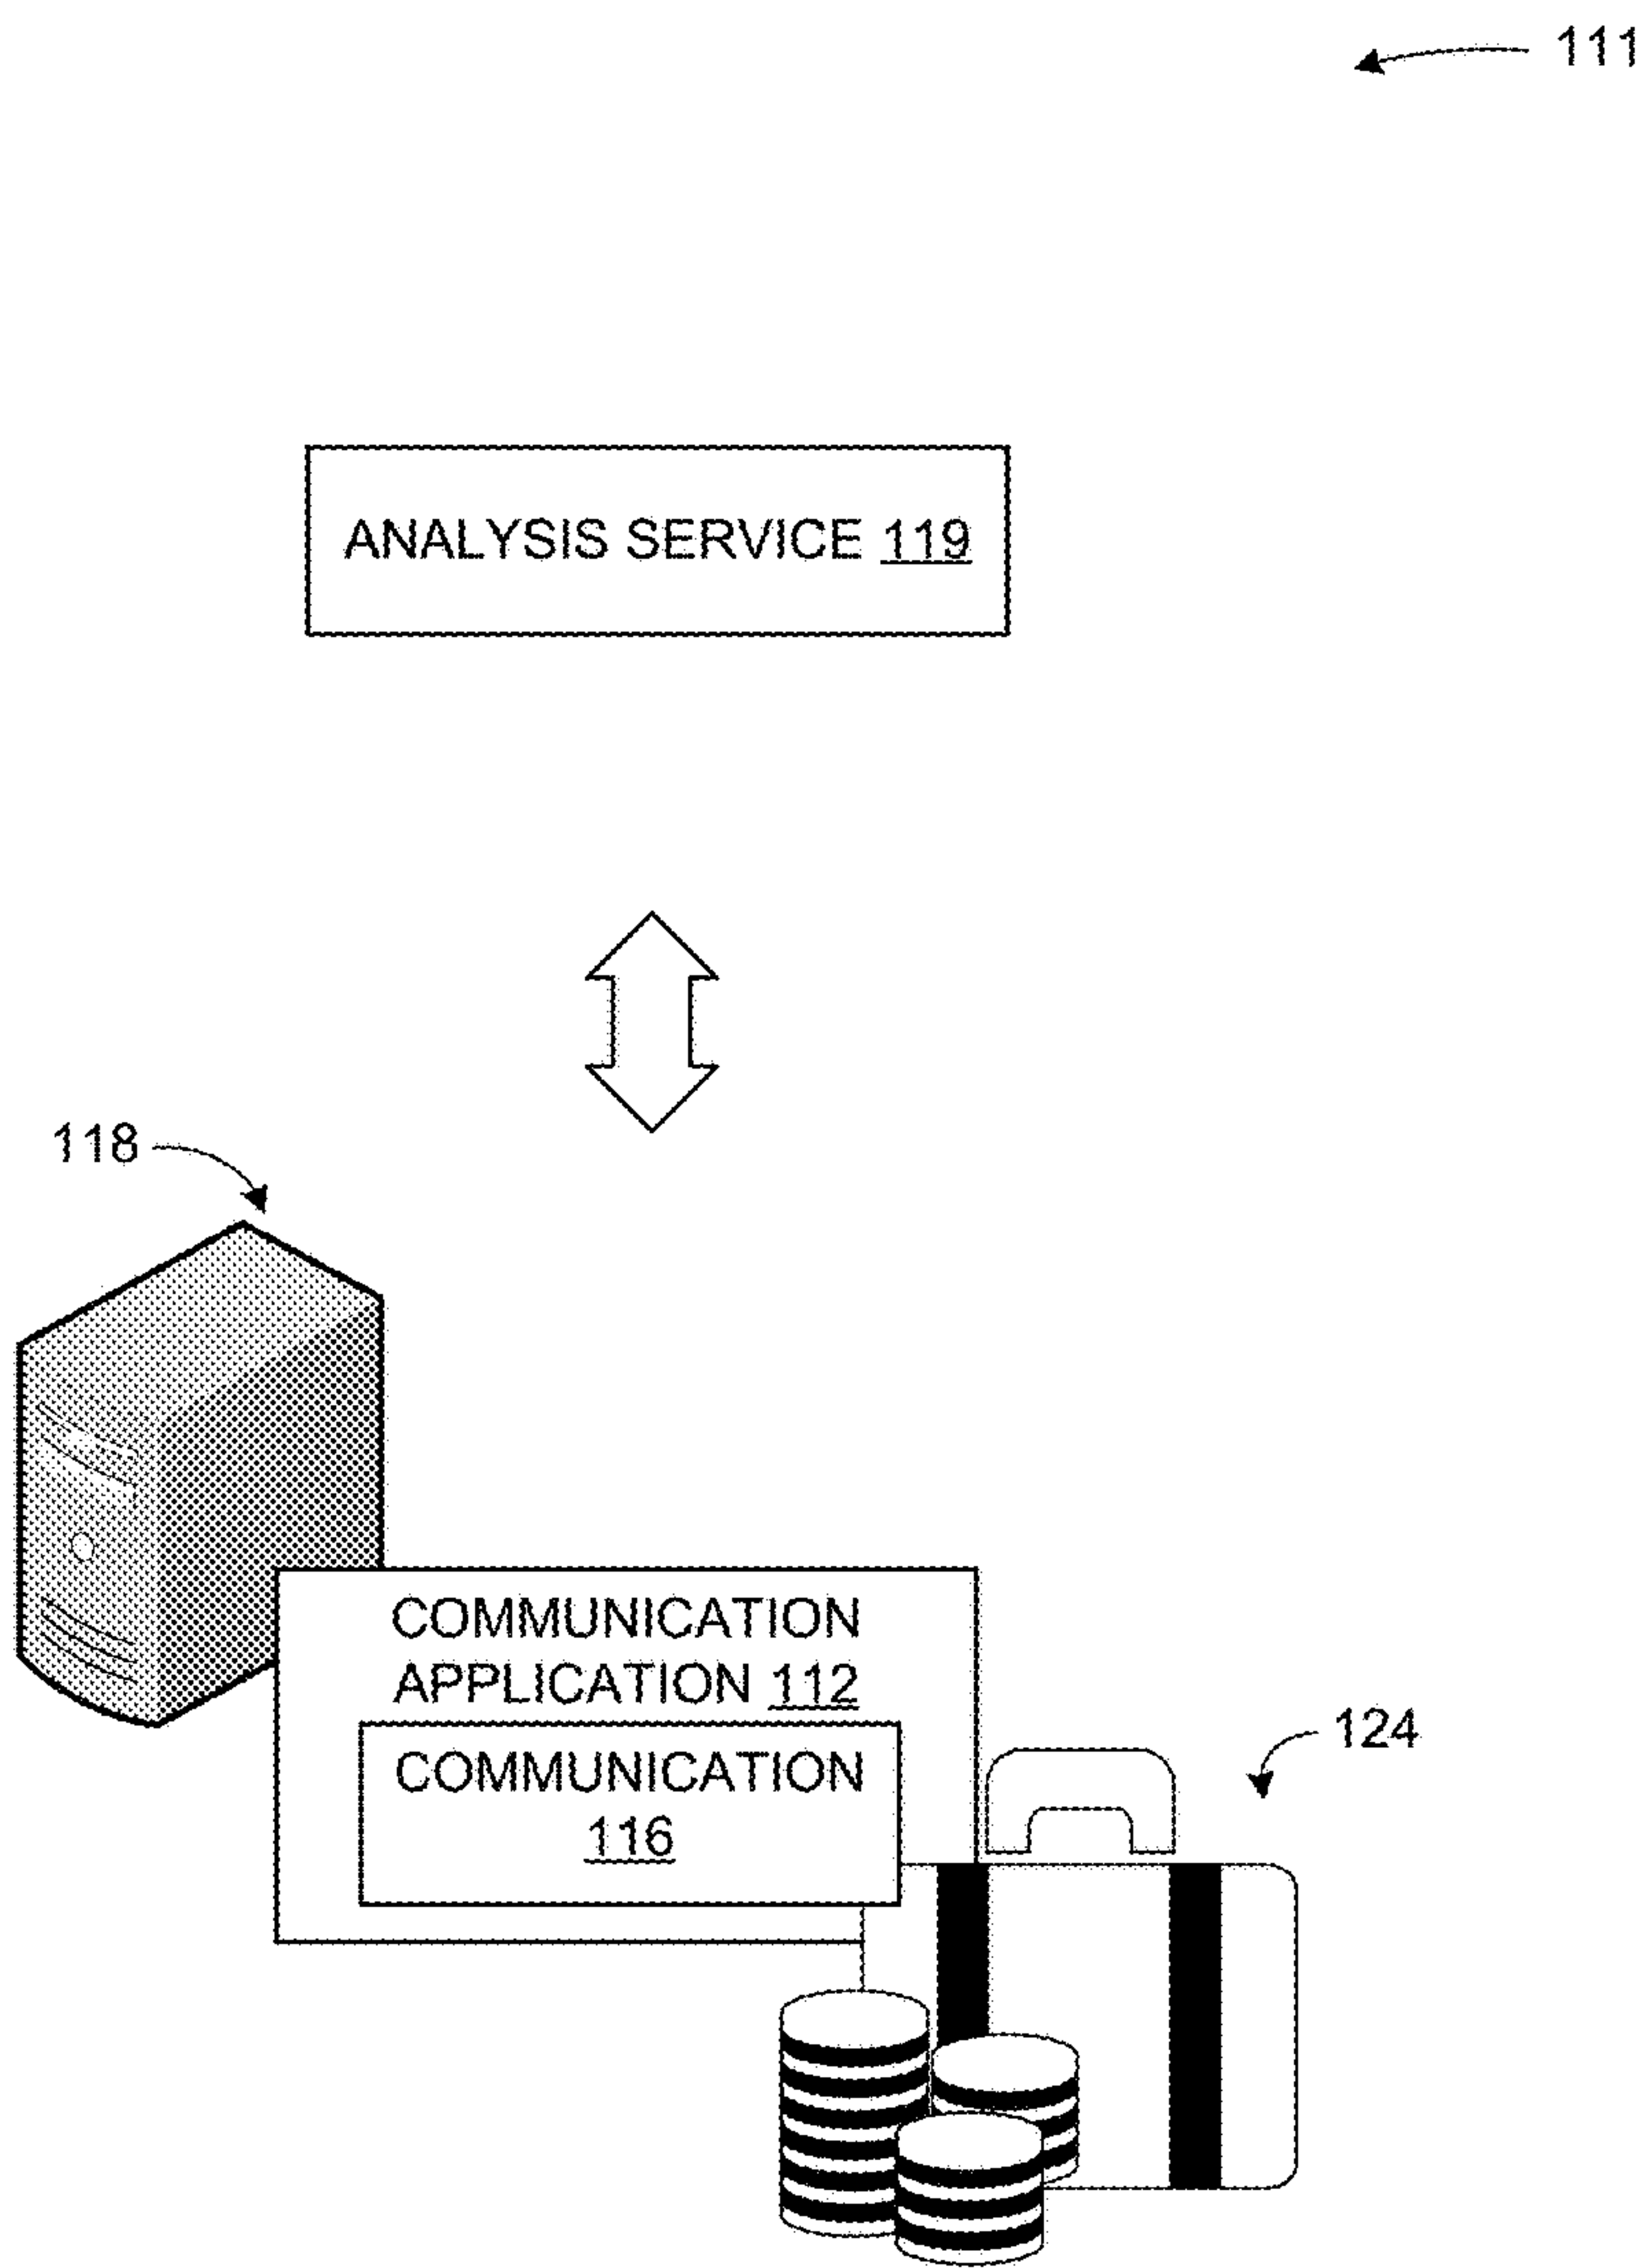 111
ANALYSIS SERVICE 119
118
COMMUNICATION
APPLICATION 112
COMMUNICATION
116
124